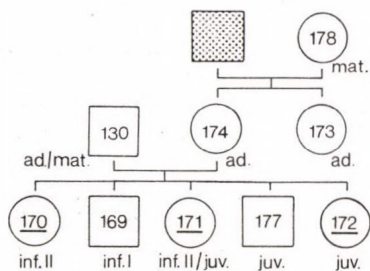 178
mat.
130
174
173
ad./mat.
ad.
ad.
170
169
171
177
172
inf. II
inf. I
inf. II/juv.
juv.
juv.